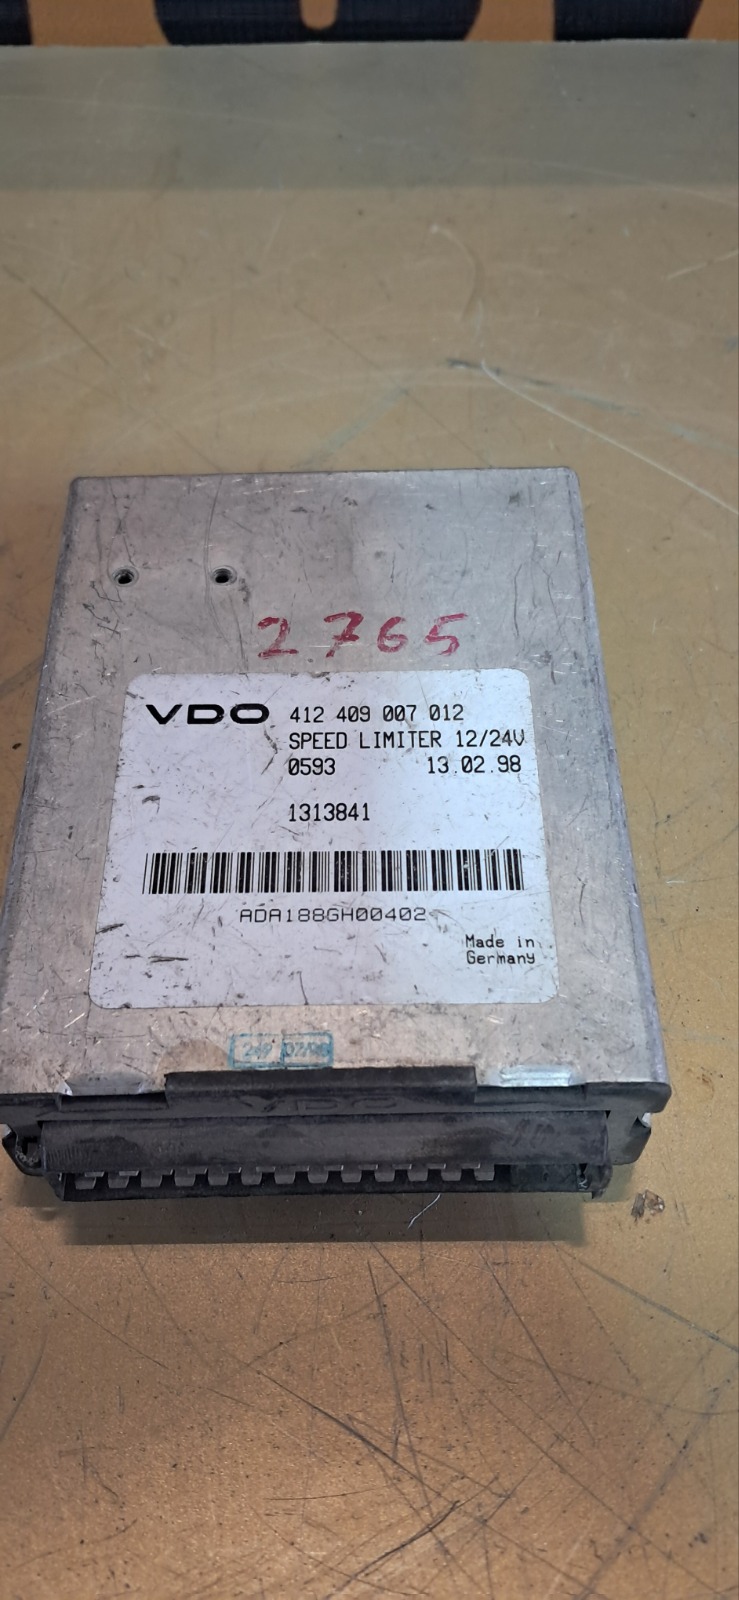 2765
VDO 412 409 007 012
SPEED LIMITER 12/24V
0593 13.02.98
1313841
ADA188GH00402
Made in
Germany
VDO